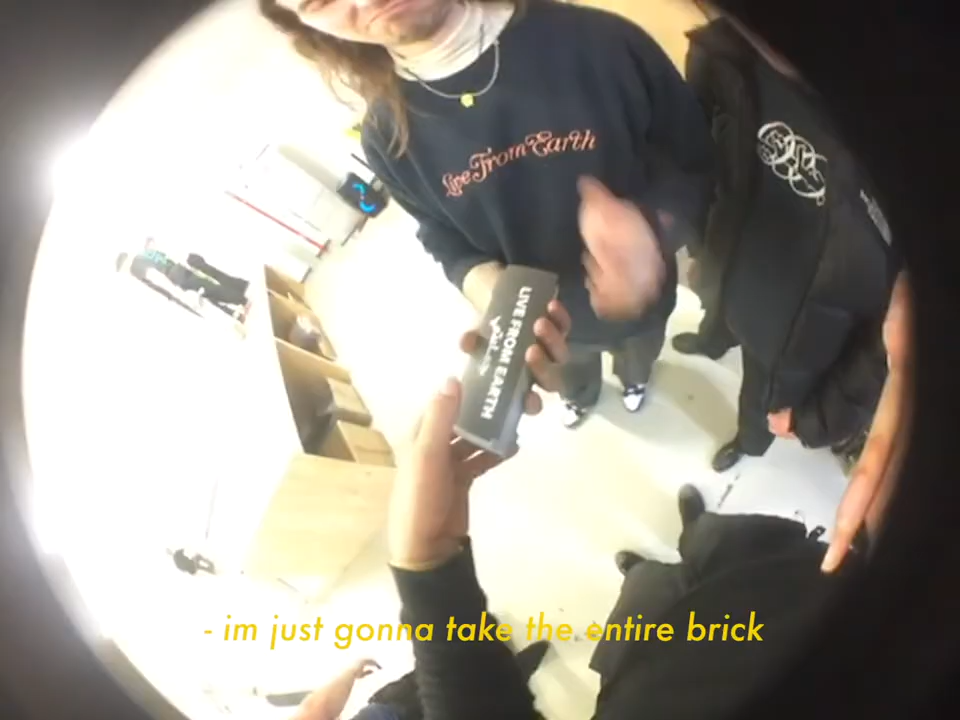 Live From Earth
LIVE FROM EARTH
- im just gonna take the entire brick